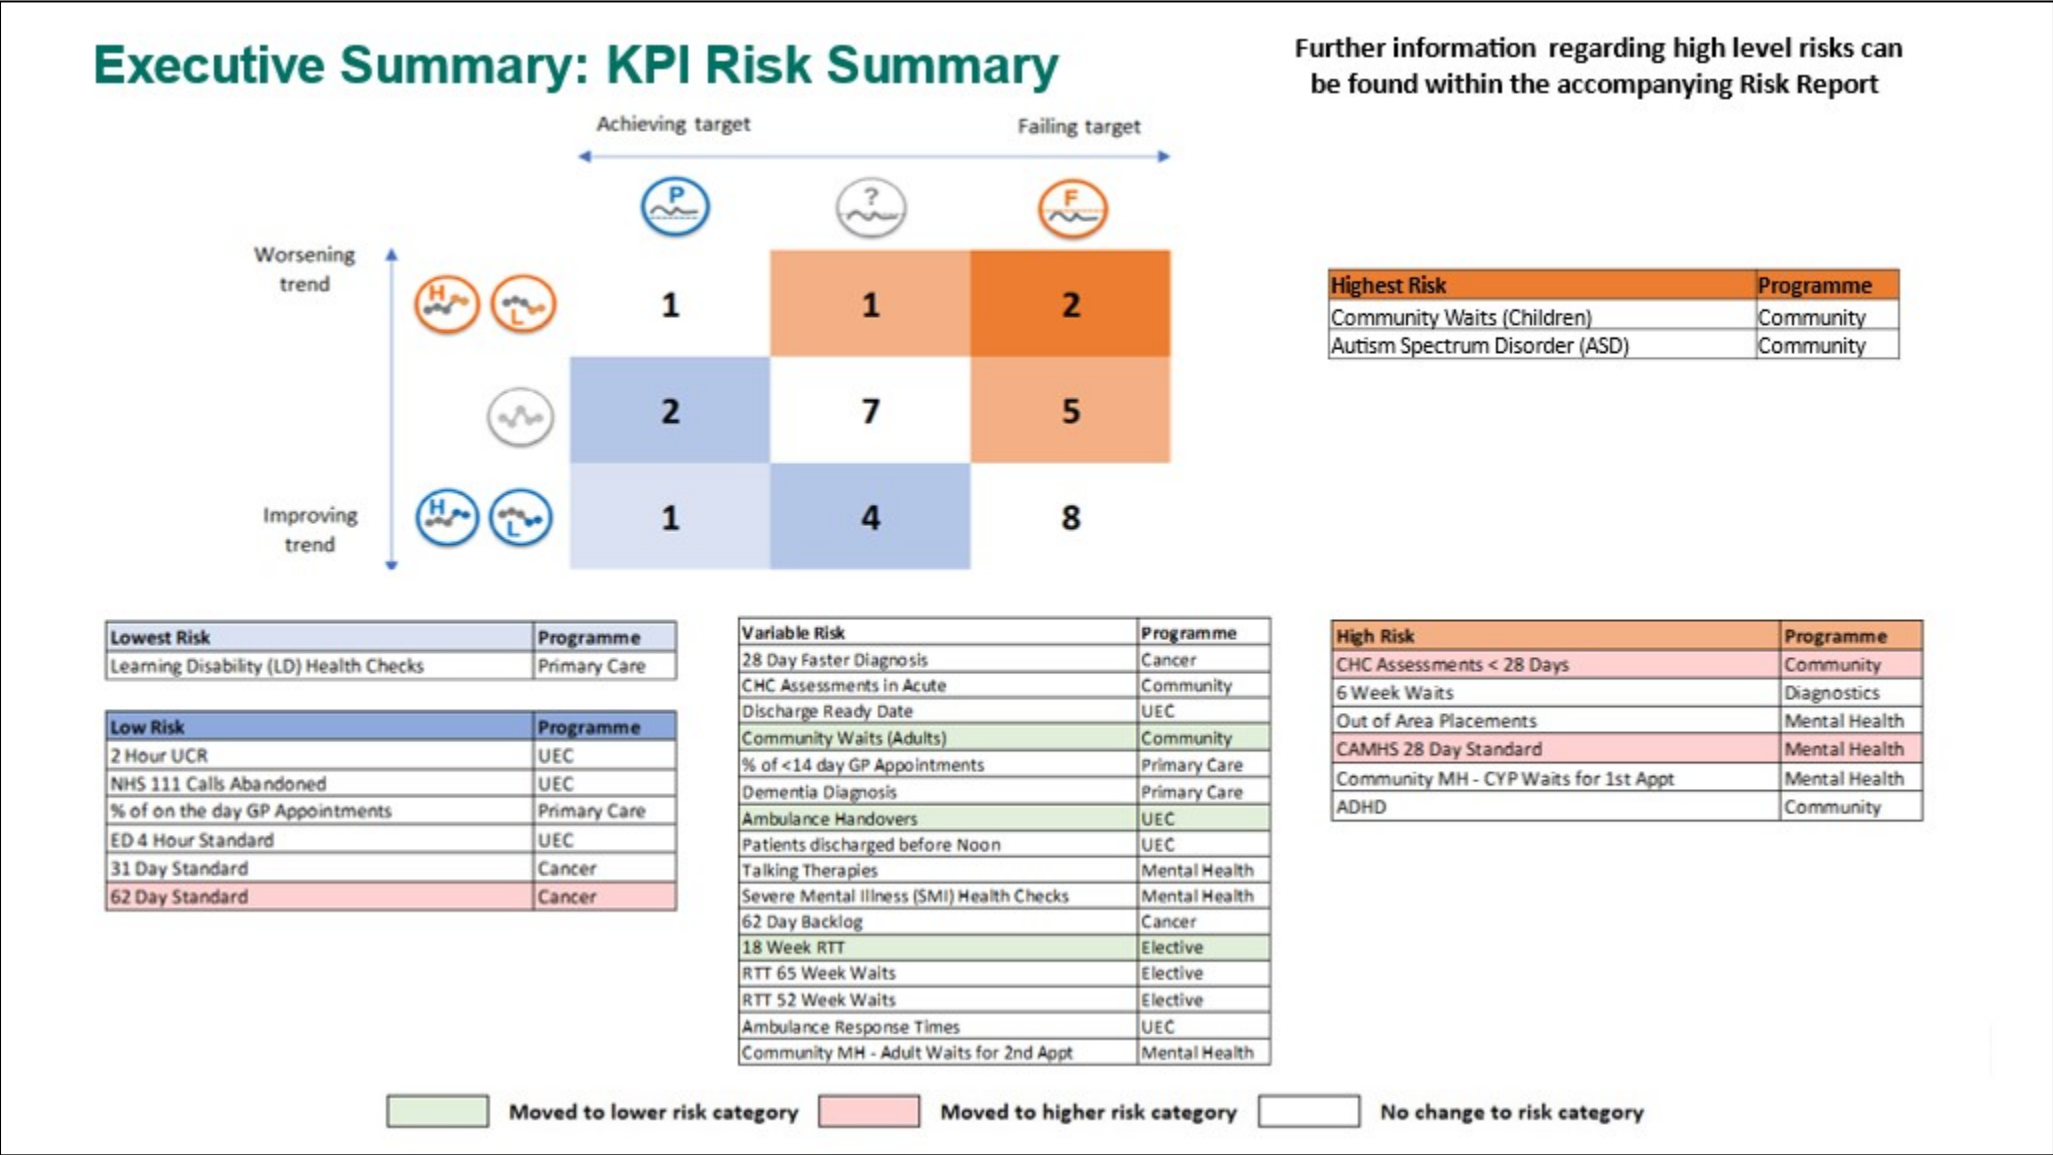 Executive Summary: KPI Risk Summary
Further information regarding high level risks can
be found within the accompanying Risk Report
Achieving target
Failing target
P
?
F
Worsening
trend
H
L
1
1
2
2
7
5
Improving
trend
H
L
1
4
8
Highest Risk Programme
Community Waits (Children) Community
Autism Spectrum Disorder (ASD) Community
Lowest Risk Programme
Learning Disability (LD) Health Checks Primary Care
Low Risk Programme
2 Hour UCR UEC
NHS 111 Calls Abandoned UEC
% of on the day GP Appointments Primary Care
ED 4 Hour Standard UEC
31 Day Standard Cancer
62 Day Standard Cancer
Variable Risk Programme
28 Day Faster Diagnosis Cancer
CHC Assessments in Acute Community
Discharge Ready Date UEC
Community Waits (Adults) Community
% of <14 day GP Appointments Primary Care
Dementia Diagnosis Primary Care
Ambulance Handovers UEC
Patients discharged before Noon UEC
Talking Therapies Mental Health
Severe Mental Illness (SMI) Health Checks Mental Health
62 Day Backlog Cancer
18 Week RTT Elective
RTT 65 Week Waits Elective
RTT 52 Week Waits Elective
Ambulance Response Times UEC
Community MH - Adult Waits for 2nd Appt Mental Health
High Risk Programme
CHC Assessments < 28 Days Community
6 Week Waits Diagnostics
Out of Area Placements Mental Health
CAMHS 28 Day Standard Mental Health
Community MH - CYP Waits for 1st Appt Mental Health
ADHD Community
Moved to lower risk category
Moved to higher risk category
No change to risk category